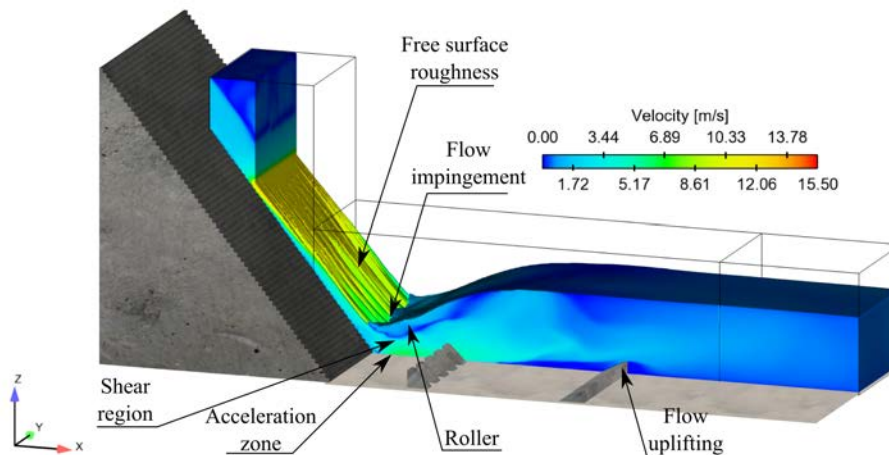 Free surface
roughness
Flow
impingement
Velocity [m/s]
0.00 3.44 6.89 10.33 13.78
1.72 5.17 8.61 12.06 15.50
Shear
region
Acceleration
zone
Roller
Flow
uplifting
Z
Y
X